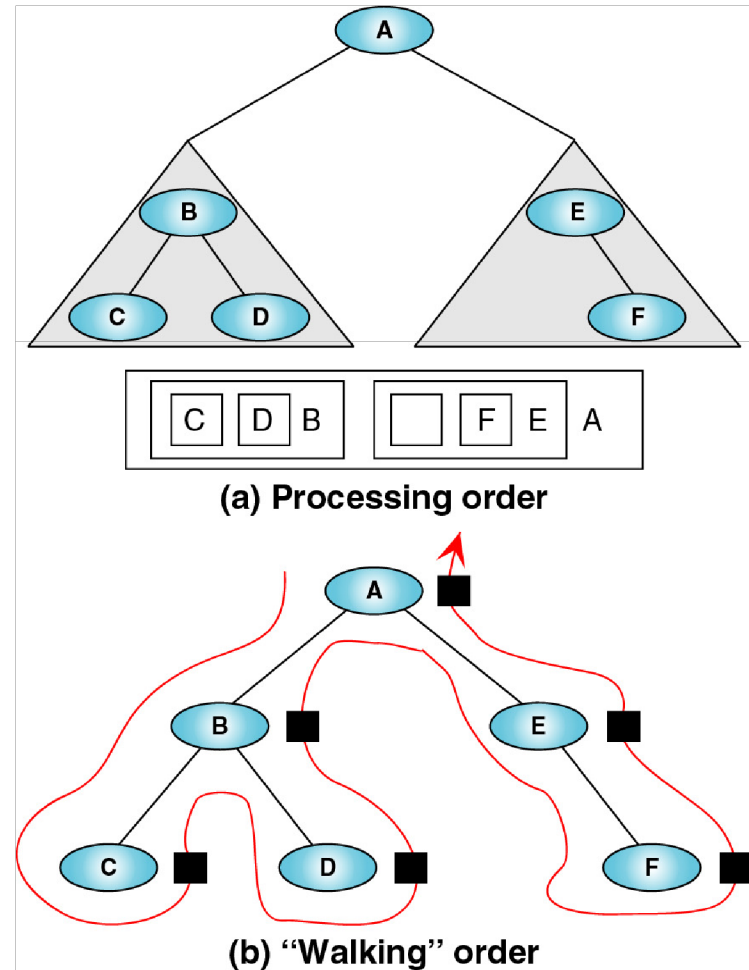 A
B
E
C D
F
C D B F E A
(a) Processing order
A
B
E
C
D
F
(b) “Walking” order